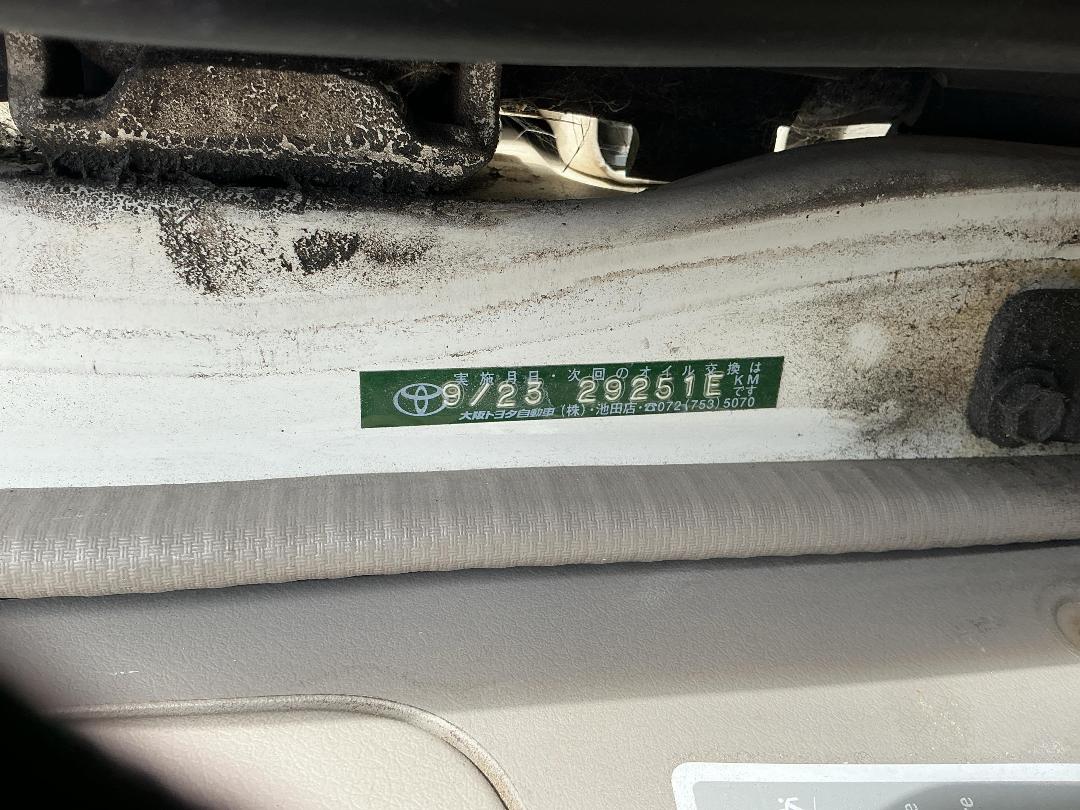 実施月日・次回のオイル交換は
9/23 29251E KM
です
大阪トヨタ自動車(株)・池田店・☎072(753)5070